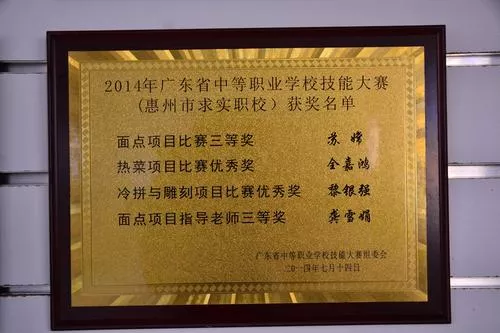 2014年广东省中等职业学校技能大赛
(惠州市求实职校)获奖名单
面点项目比赛三等奖 苏嫦
热菜项目比赛优秀奖 全嘉鸿
冷拼与雕刻项目比赛优秀奖 黎银强
面点项目指导老师三等奖 龚雪娟
广东省中等职业学校技能大赛组委会
二〇一四年七月十四日